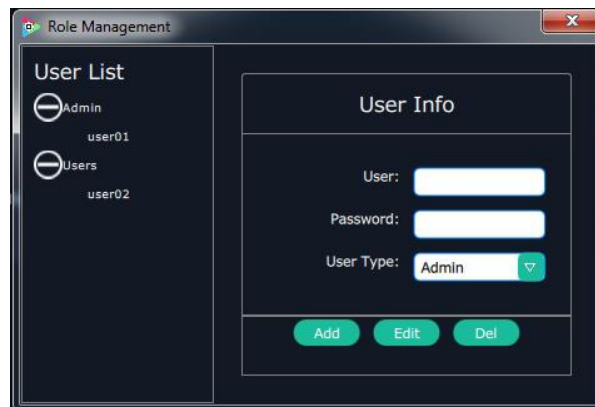 Role Management
User List
Admin
user01
Users
user02
User Info
User:
Password:
User Type: Admin
Add Edit Del